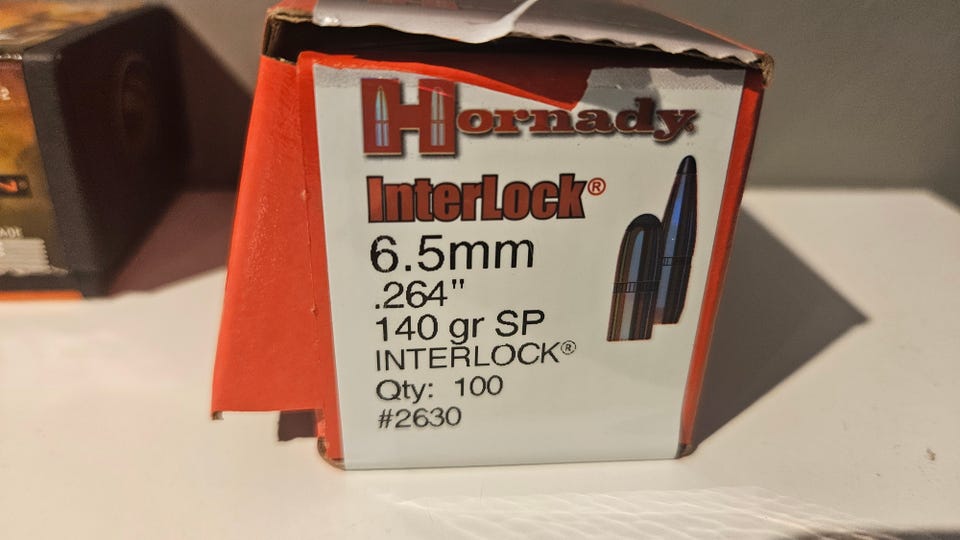 Hornady
InterLock®
6.5mm
.264"
140 gr SP
INTERLOCK®
Qty: 100
#2630